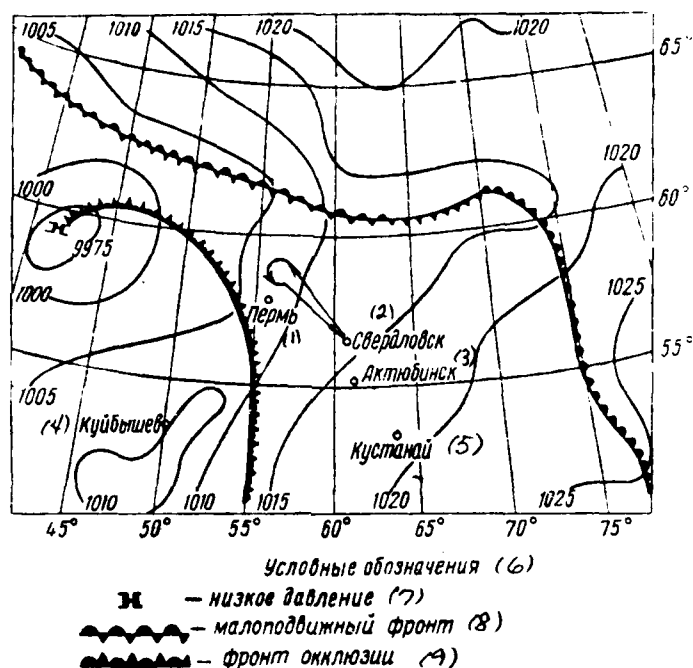 1005
1010
1015
1020
1020
65°
1020
1000
60°
9975
1025
1000
Пермь
(1)
(2)
Свердловск
55°
Актюбинск (3)
1005
(4) Куйбышев
Кустанай (5)
1010
1010
1015
1020
1025
45° 50° 55° 60° 65° 70° 75°
Условные обозначения (6)
Н — низкое давление (7)
— малоподвижный фронт (8)
— фронт окклюзии (9)